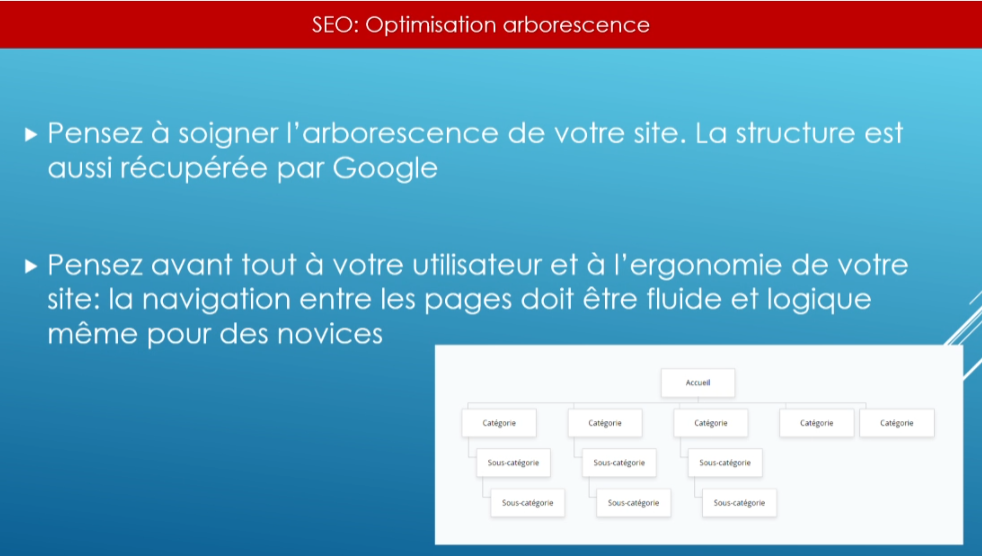 SEO: Optimisation arborescence
Pensez à soigner l’arborescence de votre site. La structure est
aussi récupérée par Google
Pensez avant tout à votre utilisateur et à l’ergonomie de votre
site: la navigation entre les pages doit être fluide et logique
même pour des novices
Accueil
Catégorie Catégorie Catégorie Catégorie Catégorie
Sous-catégorie Sous-catégorie Sous-catégorie
Sous-catégorie Sous-catégorie Sous-catégorie